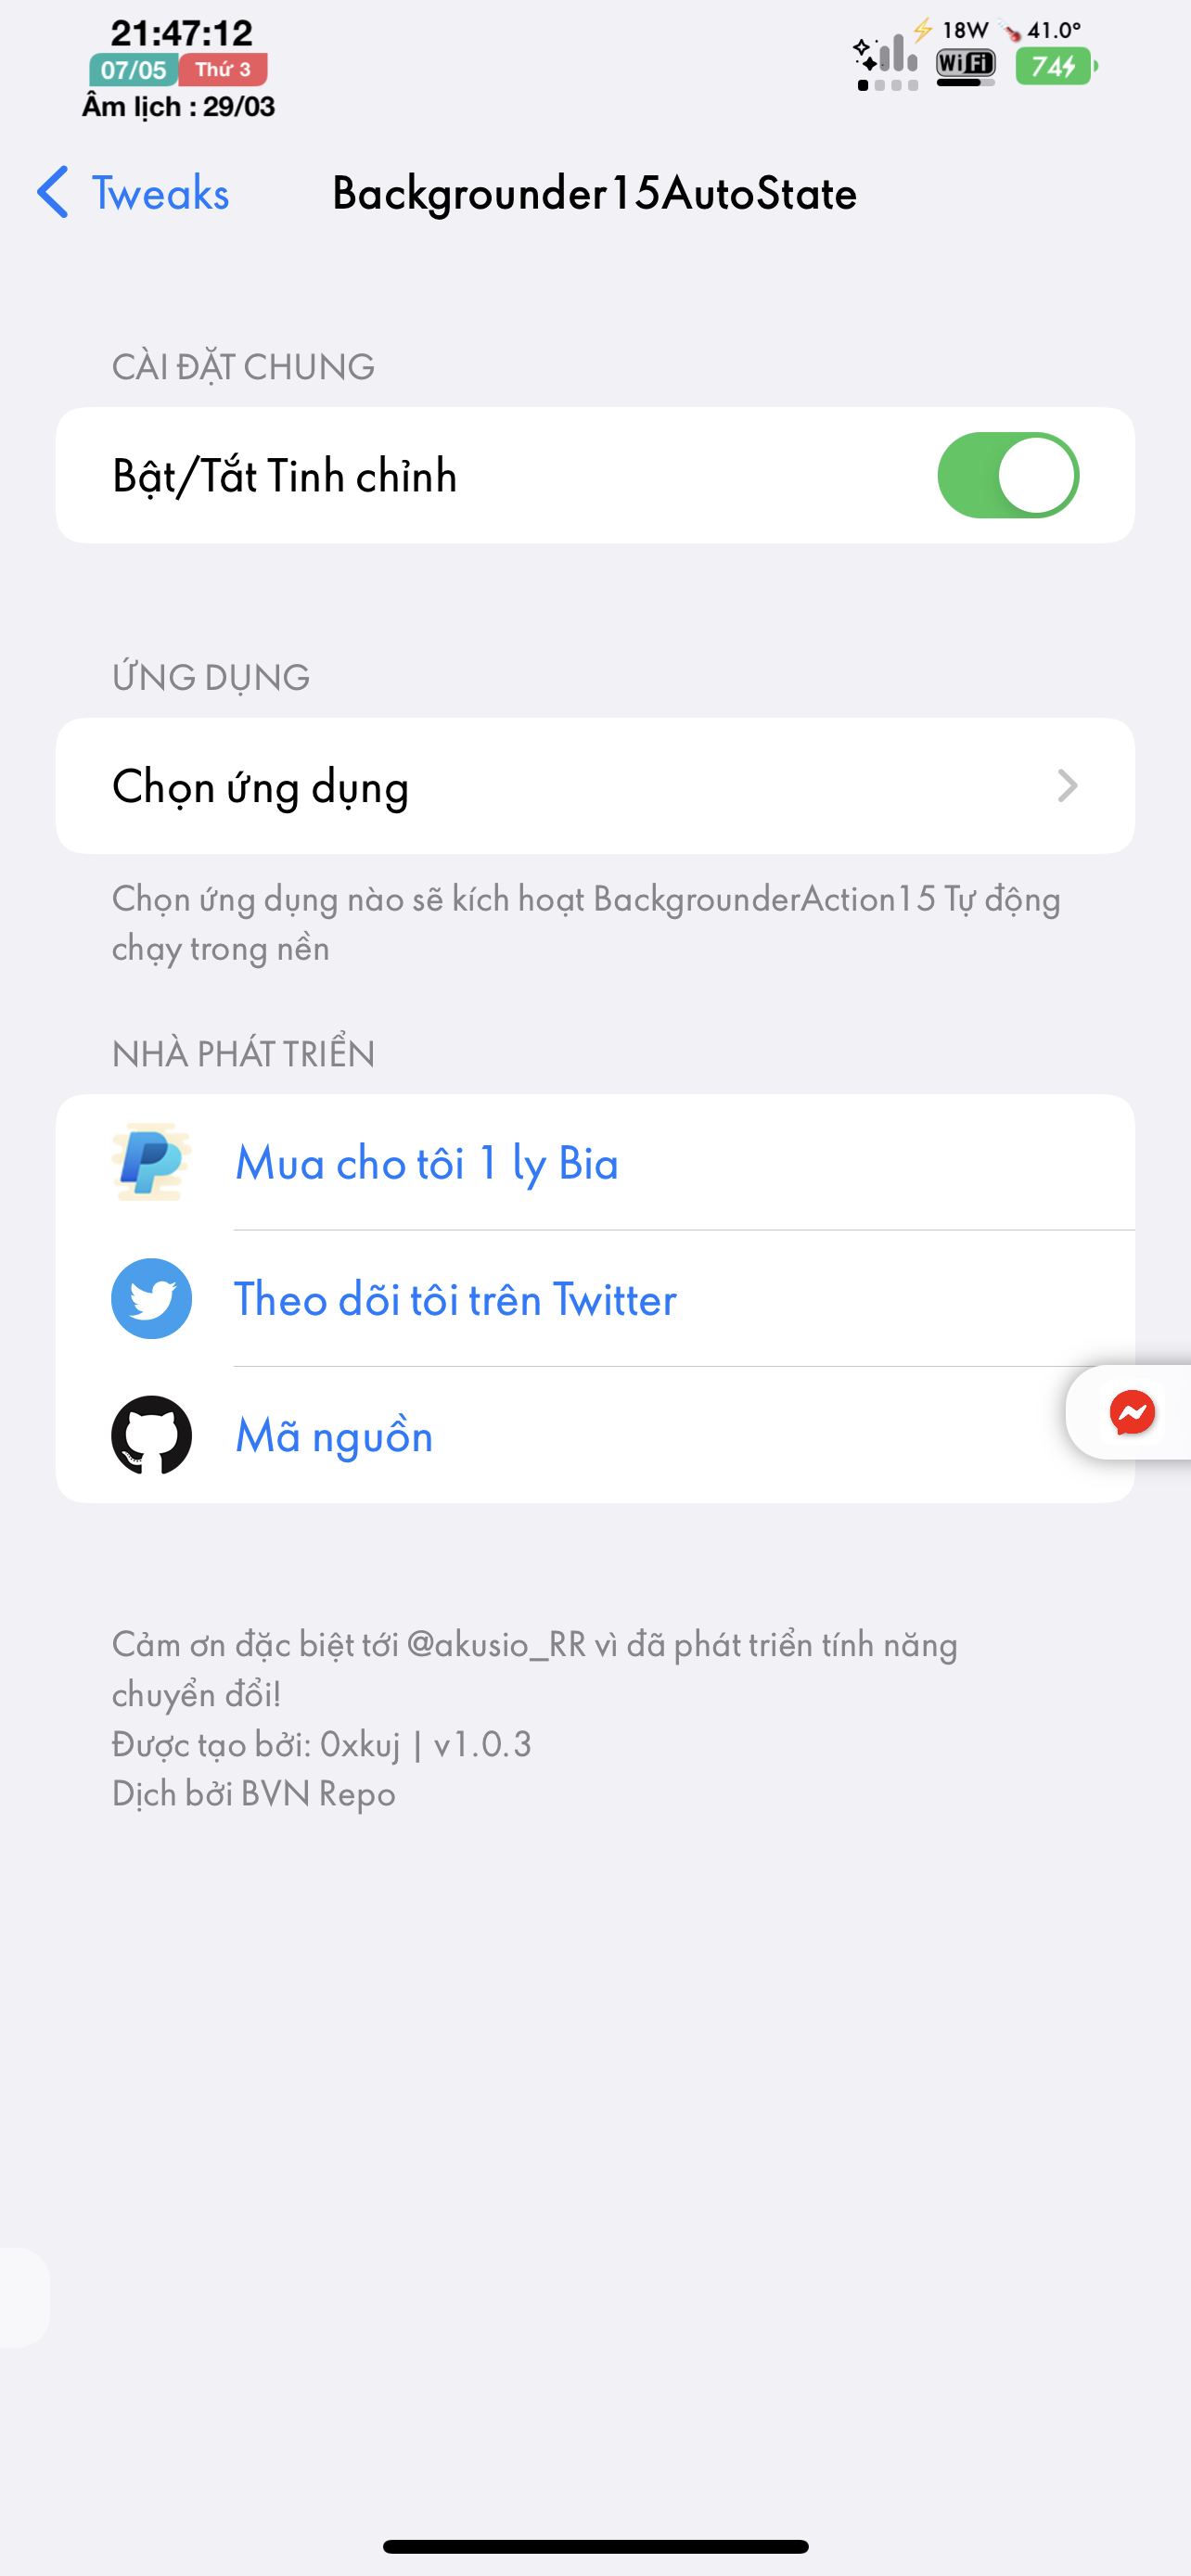 21:47:12
07/05 Thứ 3
Âm lịch : 29/03
18W 41.0°
WiFi 74
Tweaks
Backgrounder15AutoState
CÀI ĐẶT CHUNG
Bật/Tắt Tinh chỉnh
ỨNG DỤNG
Chọn ứng dụng
Chọn ứng dụng nào sẽ kích hoạt BackgrounderAction15 Tự động
chạy trong nền
NHÀ PHÁT TRIỂN
Mua cho tôi 1 ly Bia
Theo dõi tôi trên Twitter
Mã nguồn
Cảm ơn đặc biệt tới @akusio_RR vì đã phát triển tính năng
chuyển đổi!
Được tạo bởi: 0xkuj | v1.0.3
Dịch bởi BVN Repo